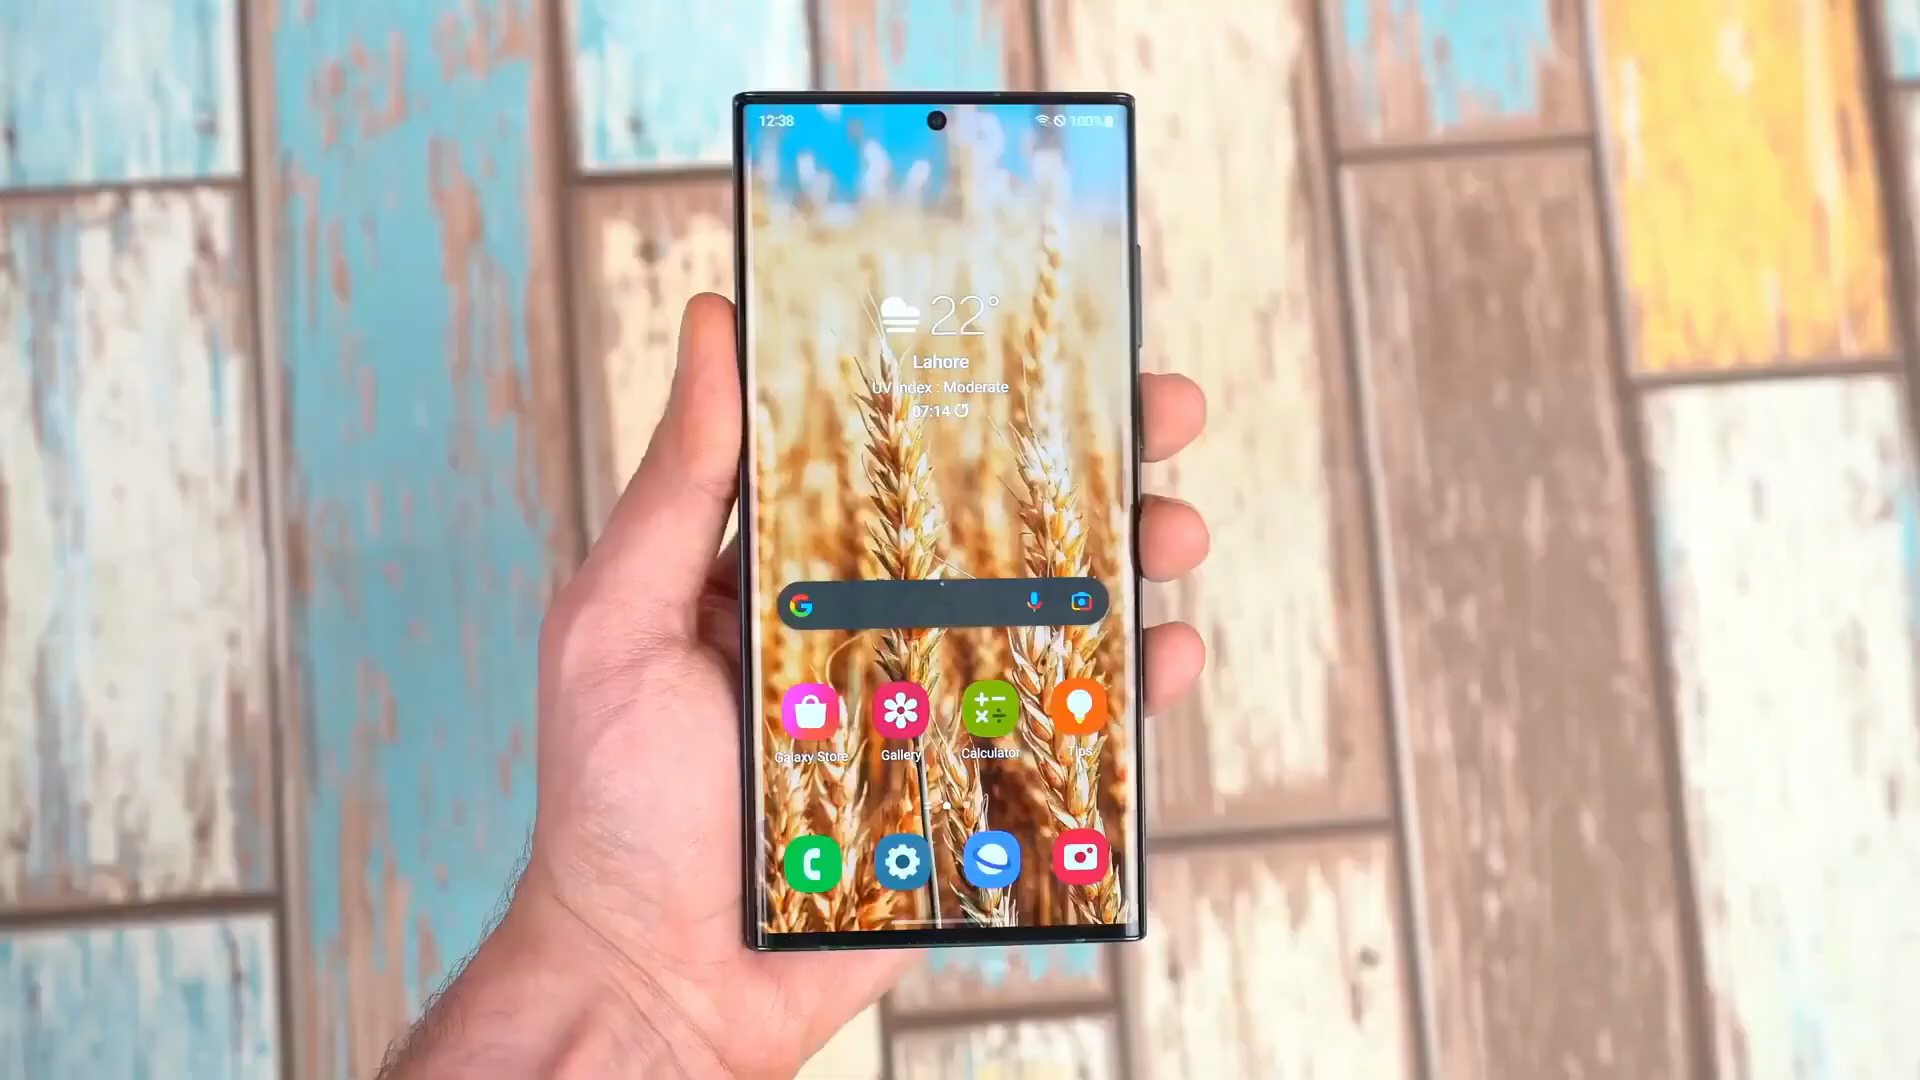 12:38
100%
22°
Lahore
UV index : Moderate
07:14
Galaxy Store
Gallery
Calculator
Tips